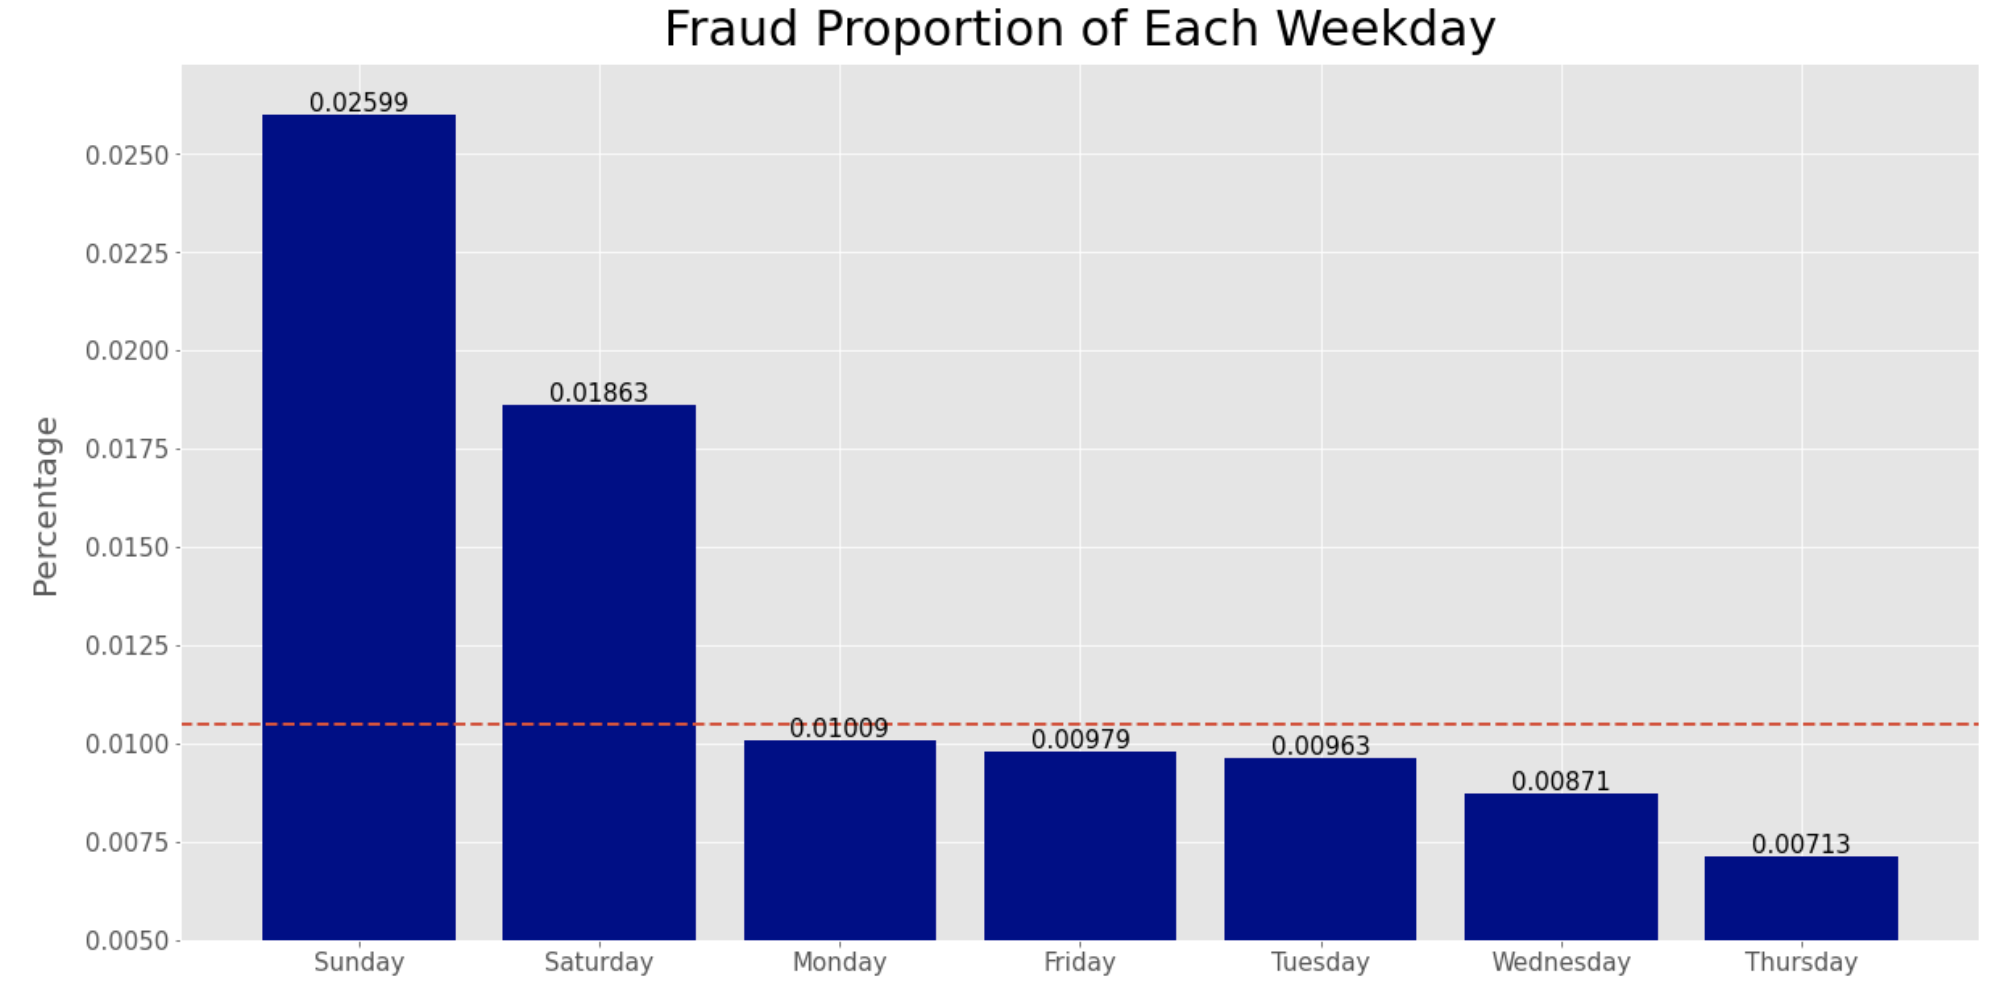 Fraud Proportion of Each Weekday
Percentage
0.0250
0.0225
0.0200
0.0175
0.0150
0.0125
0.0100
0.0075
0.0050
0.02599
0.01863
0.01009
0.00979
0.00963
0.00871
0.00713
Sunday
Saturday
Monday
Friday
Tuesday
Wednesday
Thursday